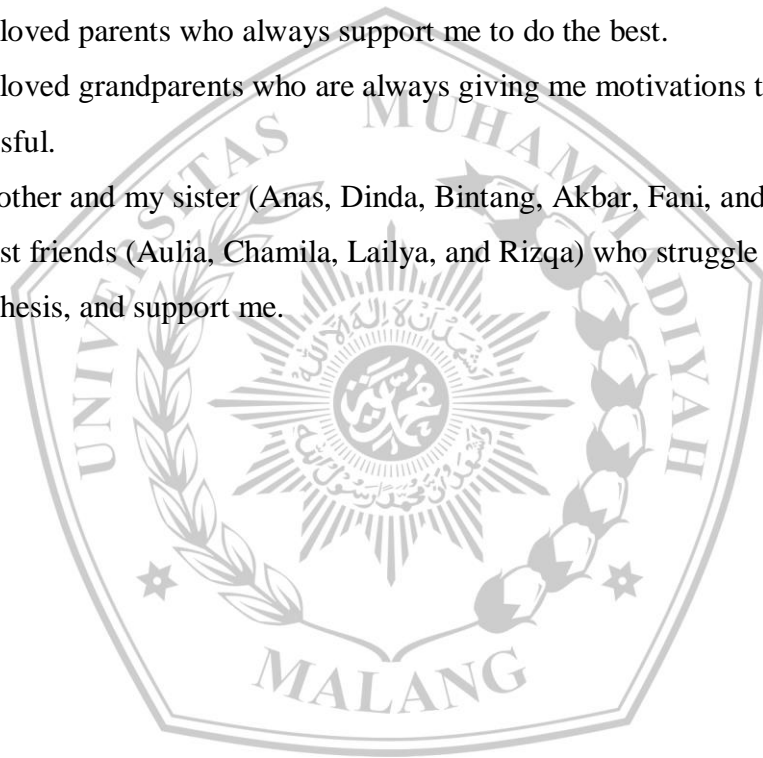 loved parents who always support me to do the best.
loved grandparents who are always giving me motivations t
sful.
other and my sister (Anas, Dinda, Bintang, Akbar, Fani, and
st friends (Aulia, Chamila, Lailya, and Rizqa) who struggle
hesis, and support me.
UNIVERSITAS MUHAMMADIYAH
MALANG